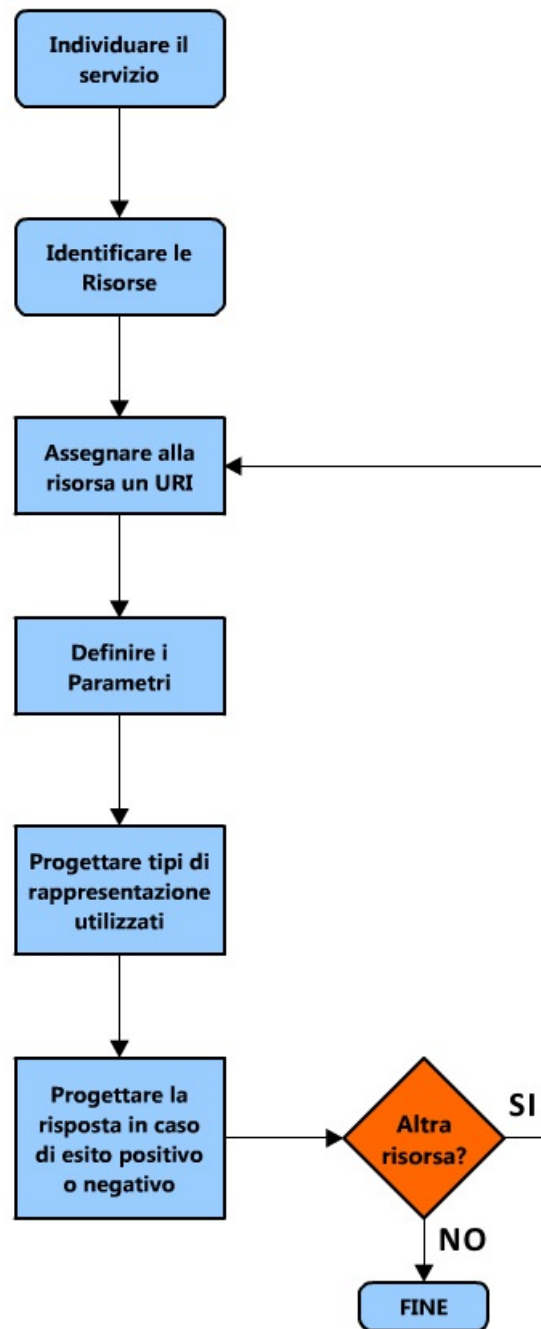 Individuare il
servizio
Identificare le
Risorse
Assegnare alla
risorsa un URI
Definire i
Parametri
Progettare tipi di
rappresentazione
utilizzati
Progettare la
risposta in caso
di esito positivo
o negativo
Altra
risorsa?
SI
NO
FINE